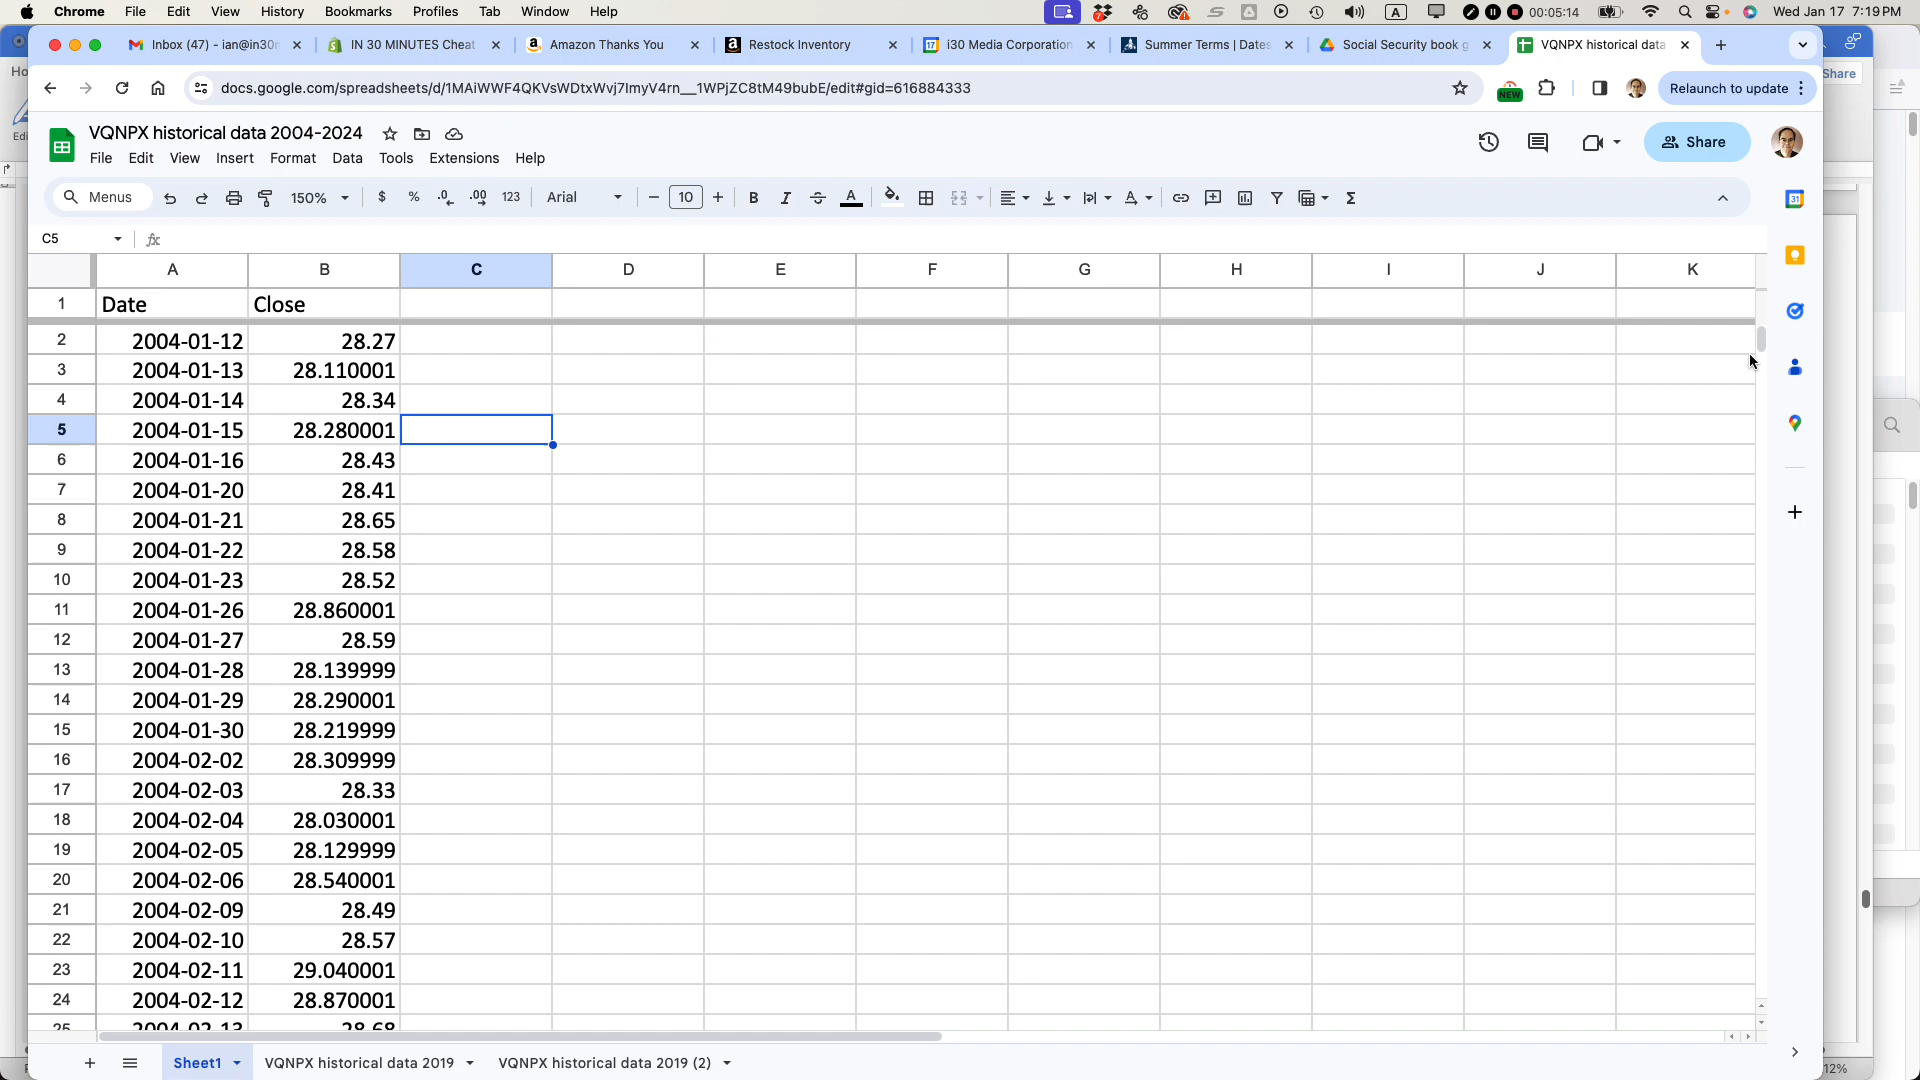 Chrome File Edit View History Bookmarks Profiles Tab Window Help A 00:05:14 Wed Jan 17 7:19 PM
Inbox (47) - ian@in30 IN 30 MINUTES Cheat Amazon Thank You Restock Inventory i30 Media Corporation Summer Terms | Dates Social Security book g VQNPX historical data
docs.google.com/spreadsheets/d/1MAiWWF4QKVsWDtxWvj7ImyV4rn__1WPjZC8tM49bubE/edit#gid=616884333 NEW Relaunch to update Share
VQNPX historical data 2004-2024
File Edit View Insert Format Data Tools Extensions Help Share
Menus 150% $ % .0 .00 123 Arial 10 B I A Σ 31
C5 fx
A B C D E F G H I J K
1 Date Close
2 2004-01-12 28.27
3 2004-01-13 28.110001
4 2004-01-14 28.34
5 2004-01-15 28.280001
6 2004-01-16 28.43
7 2004-01-20 28.41
8 2004-01-21 28.65
9 2004-01-22 28.58
10 2004-01-23 28.52
11 2004-01-26 28.860001
12 2004-01-27 28.59
13 2004-01-28 28.139999
14 2004-01-29 28.290001
15 2004-01-30 28.219999
16 2004-02-02 28.309999
17 2004-02-03 28.33
18 2004-02-04 28.030001
19 2004-02-05 28.129999
20 2004-02-06 28.540001
21 2004-02-09 28.49
22 2004-02-10 28.57
23 2004-02-11 29.040001
24 2004-02-12 28.870001
25 2004-02-13 28.68
Sheet1 VQNPX historical data 2019 VQNPX historical data 2019 (2)
12%